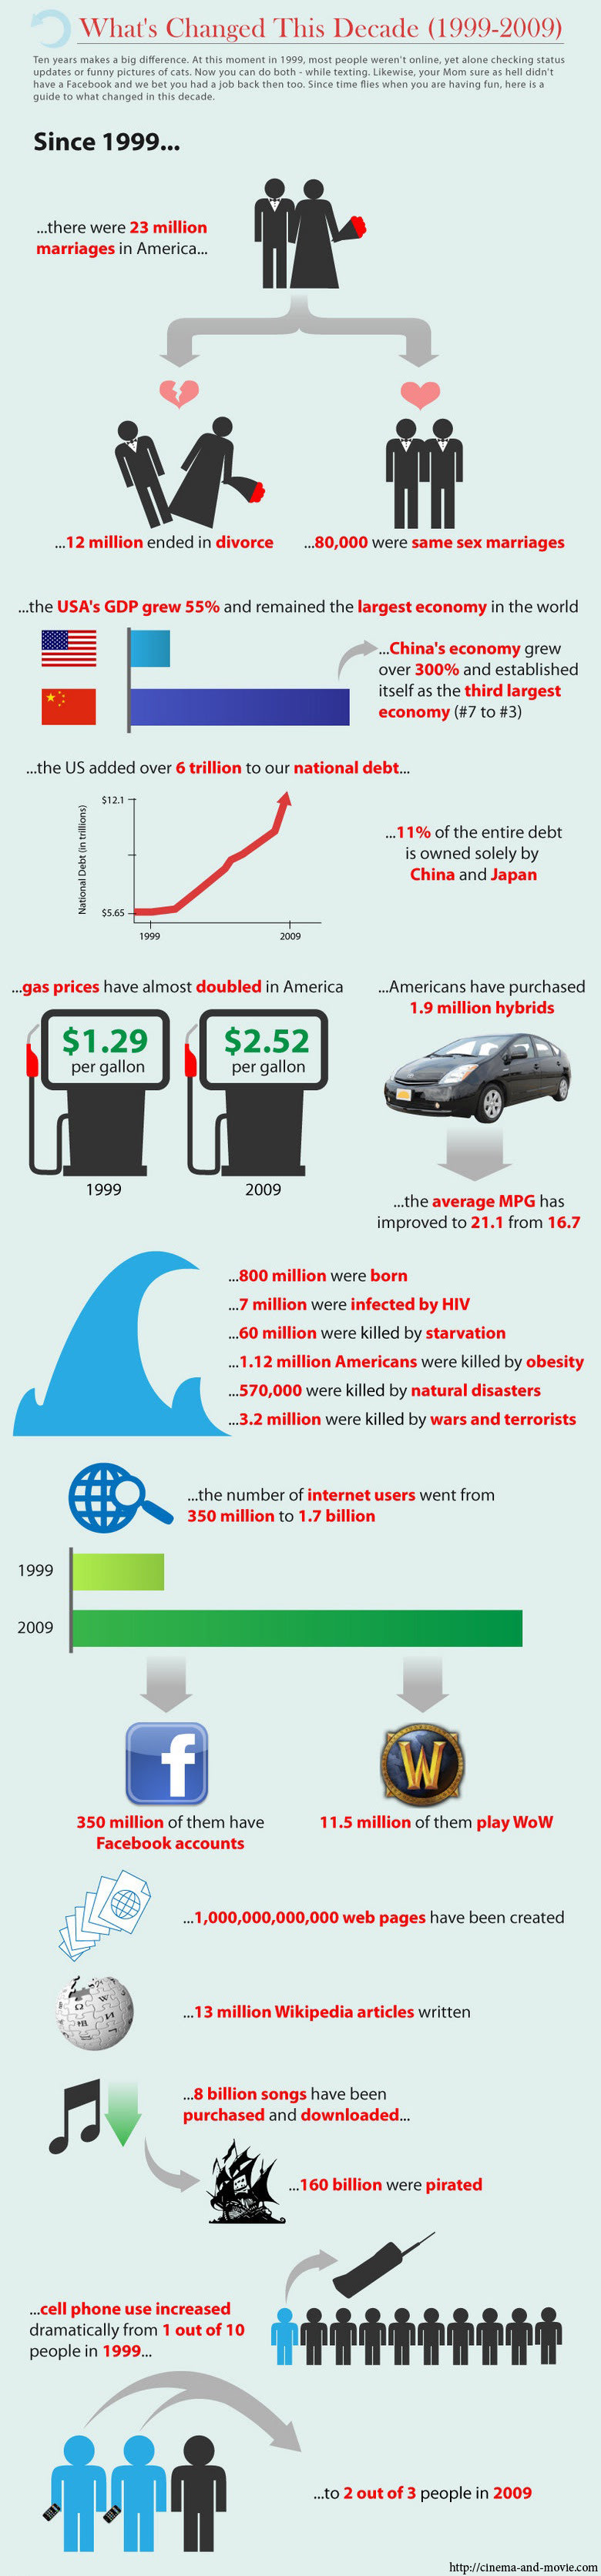 What's Changed This Decade (1999-2009)
Ten years makes a big difference. At this moment in 1999, most people weren't online, yet alone checking status
updates or funny pictures of cats. Now you can do both - while texting. Likewise, your Mom sure as hell didn't
have a Facebook and we bet you had a job back then too. Since time flies when you are having fun, here is a
guide to what changed in this decade.
Since 1999...
...there were 23 million
marriages in America...
...12 million ended in divorce
...80,000 were same sex marriages
...the USA's GDP grew 55% and remained the largest economy in the world
...China's economy grew
over 300% and established
itself as the third largest
economy (#7 to #3)
...the US added over 6 trillion to our national debt...
National Debt (in trillions)
$12.1
$5.65
1999
2009
...11% of the entire debt
is owned solely by
China and Japan
...gas prices have almost doubled in America
$1.29
per gallon
1999
$2.52
per gallon
2009
...Americans have purchased
1.9 million hybrids
...the average MPG has
improved to 21.1 from 16.7
...800 million were born
...7 million were infected by HIV
...60 million were killed by starvation
...1.12 million Americans were killed by obesity
...570,000 were killed by natural disasters
...3.2 million were killed by wars and terrorists
...the number of internet users went from
350 million to 1.7 billion
1999
2009
f
W
350 million of them have
Facebook accounts
11.5 million of them play WoW
...1,000,000,000,000 web pages have been created
...13 million Wikipedia articles written
...8 billion songs have been
purchased and downloaded...
...160 billion were pirated
...cell phone use increased
dramatically from 1 out of 10
people in 1999...
...to 2 out of 3 people in 2009
http://cinema-and-movie.com